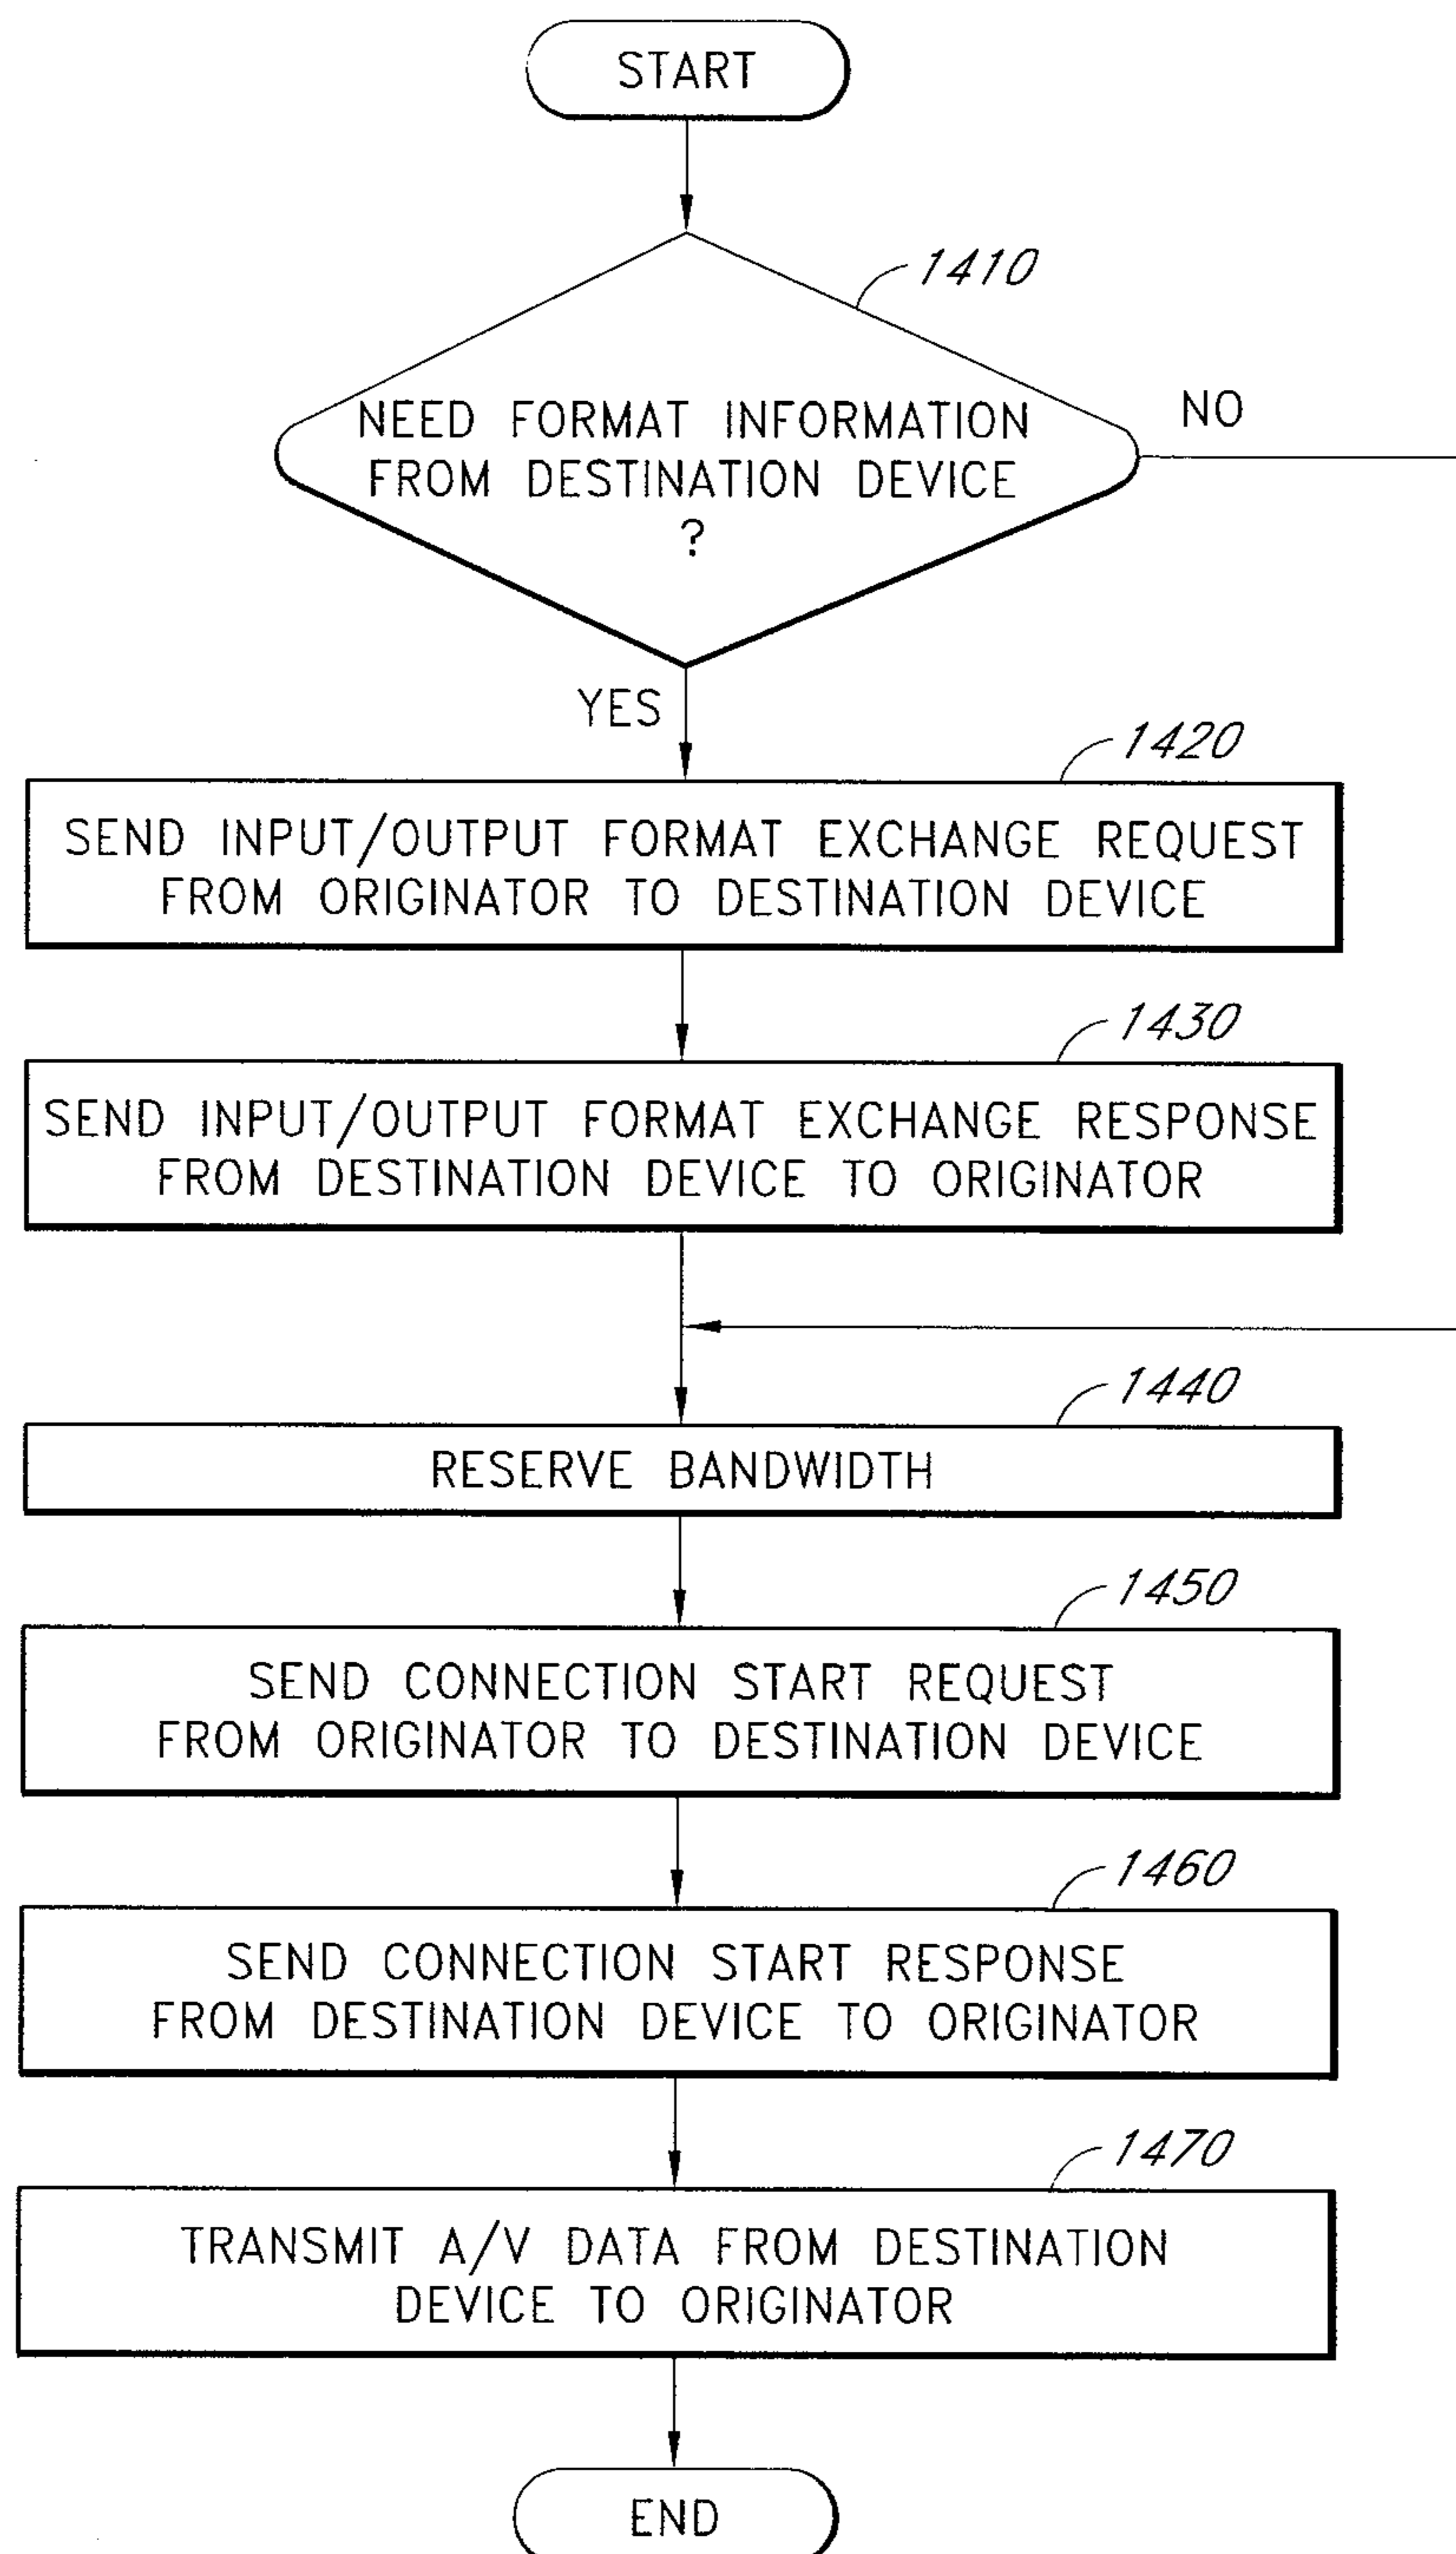 START
1410
NEED FORMAT INFORMATION
FROM DESTINATION DEVICE
?
NO
YES
1420
SEND INPUT/OUTPUT FORMAT EXCHANGE REQUEST
FROM ORIGINATOR TO DESTINATION DEVICE
1430
SEND INPUT/OUTPUT FORMAT EXCHANGE RESPONSE
FROM DESTINATION DEVICE TO ORIGINATOR
1440
RESERVE BANDWIDTH
1450
SEND CONNECTION START REQUEST
FROM ORIGINATOR TO DESTINATION DEVICE
1460
SEND CONNECTION START RESPONSE
FROM DESTINATION DEVICE TO ORIGINATOR
1470
TRANSMIT A/V DATA FROM DESTINATION
DEVICE TO ORIGINATOR
END